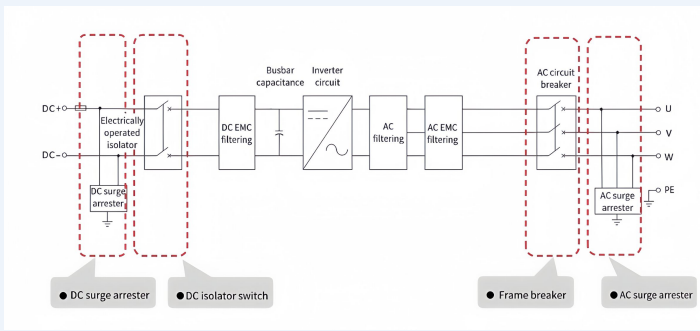 Busbar
capacitance
Inverter
circuit
AC circuit
breaker
DC+
Electrically
operated
isolator
DC EMC
filtering
AC
filtering
AC EMC
filtering
U
V
DC-
W
DC surge
arrester
AC surge
arrester
PE
● DC surge arrester
● DC isolator switch
● Frame breaker
● AC surge arrester